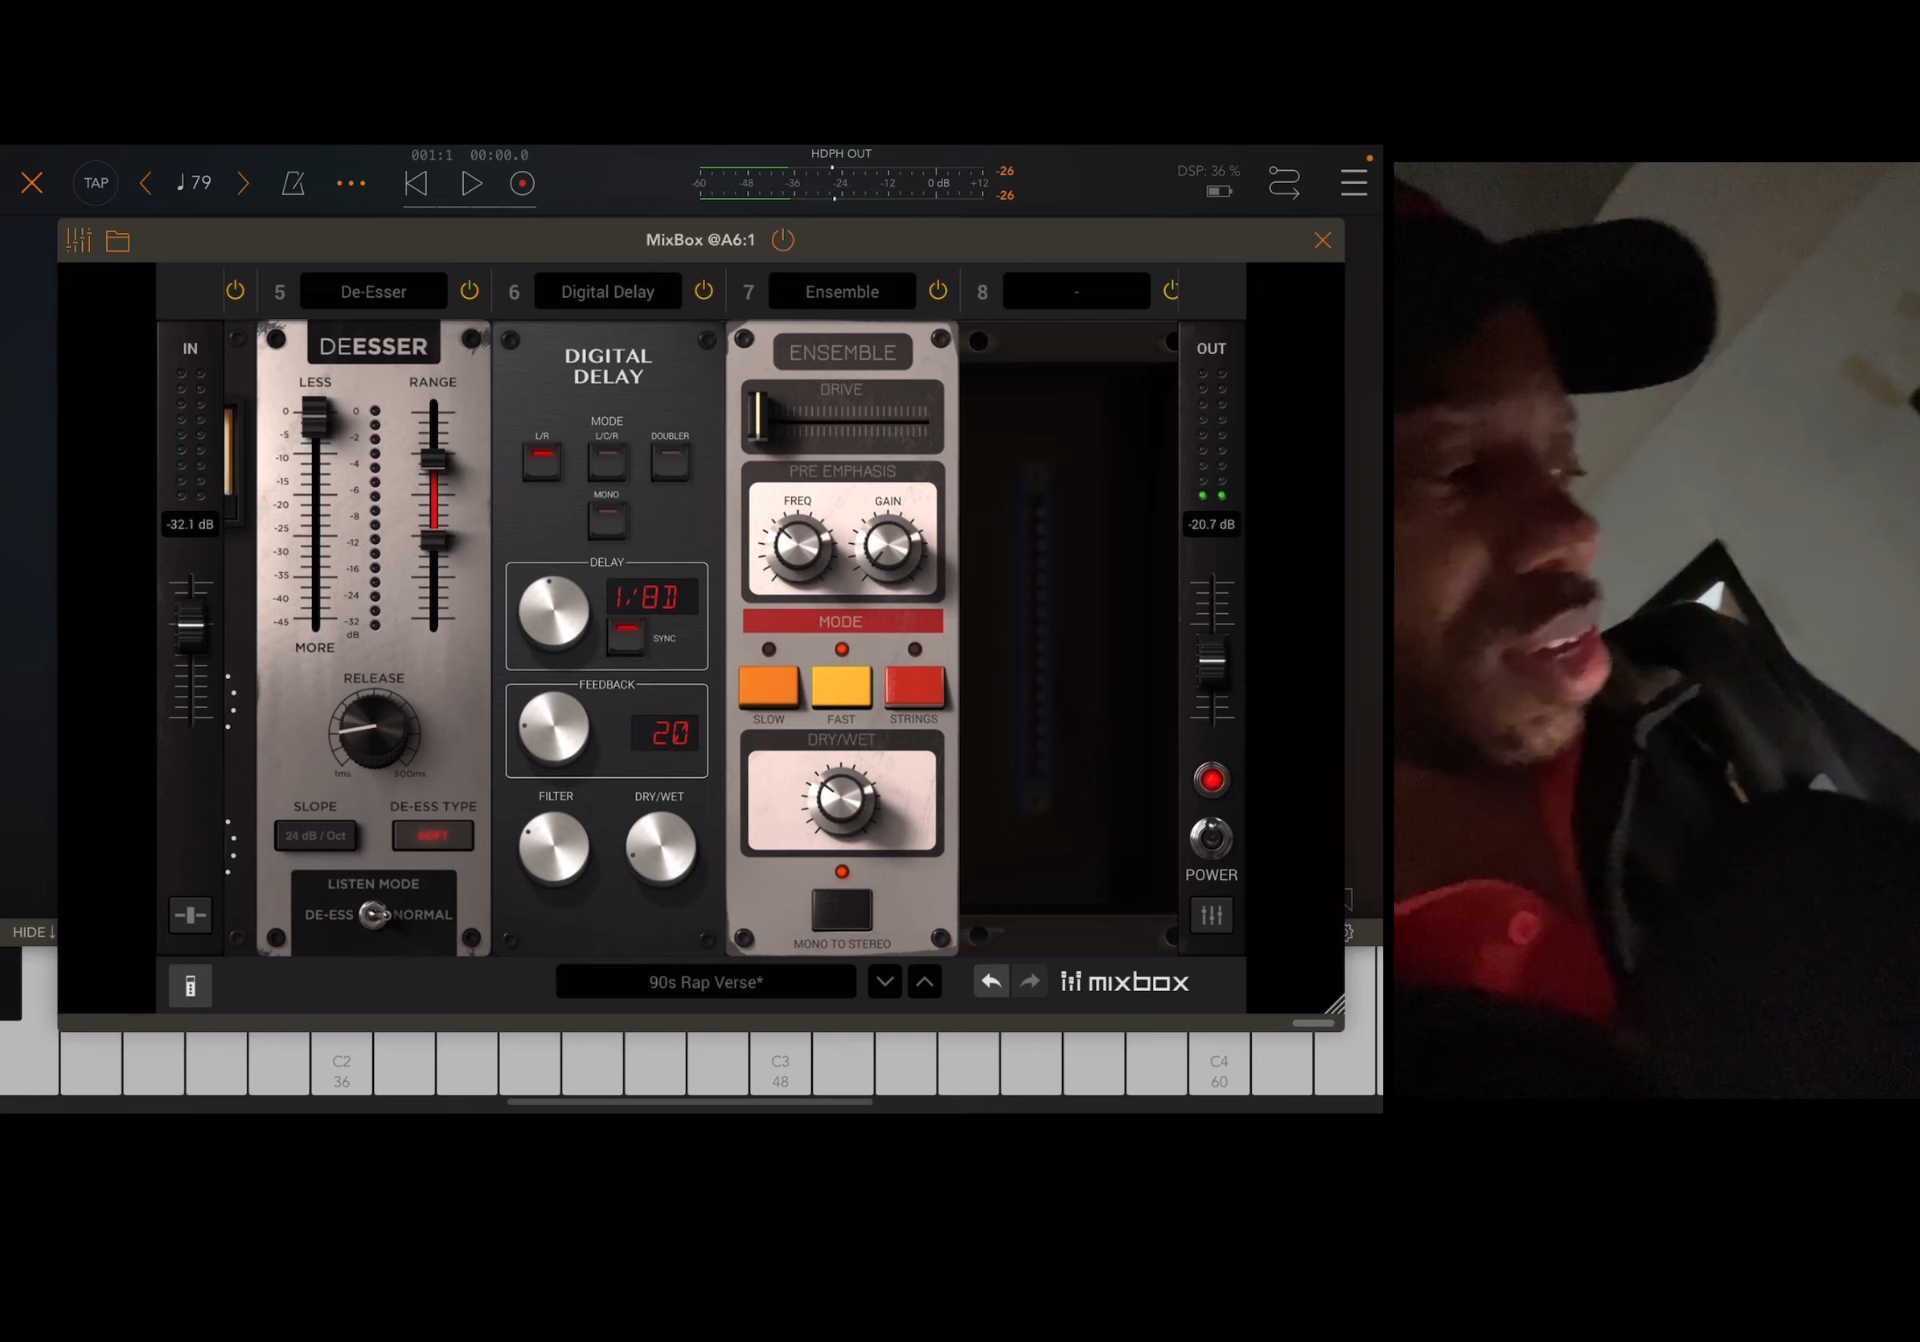 001:1 00:00.0
HDPH OUT
TAP
♩79
-60 -48 -36 -24 -12 0 dB +12
-26
-26
DSP: 36 %
MixBox @A6:1
5 De-Esser
6 Digital Delay
7 Ensemble
8 -
IN
-32.1 dB
DEESSER
LESS
RANGE
0
-5
-10
-15
-20
-25
-30
-35
-40
-45
0
-2
-4
-6
-8
-12
-16
-24
-32
dB
MORE
RELEASE
1ms
500ms
SLOPE
DE-ESS TYPE
24 dB / Oct
SOFT
LISTEN MODE
DE-ESS
NORMAL
DIGITAL
DELAY
MODE
L/R
L/C/R
DOUBLER
MONO
DELAY
1/8D
SYNC
FEEDBACK
20
FILTER
DRY/WET
ENSEMBLE
DRIVE
PRE EMPHASIS
FREQ
GAIN
MODE
SLOW
FAST
STRINGS
DRY/WET
MONO TO STEREO
OUT
-20.7 dB
POWER
HIDE↓
90s Rap Verse*
mixbox
C2
36
C3
48
C4
60